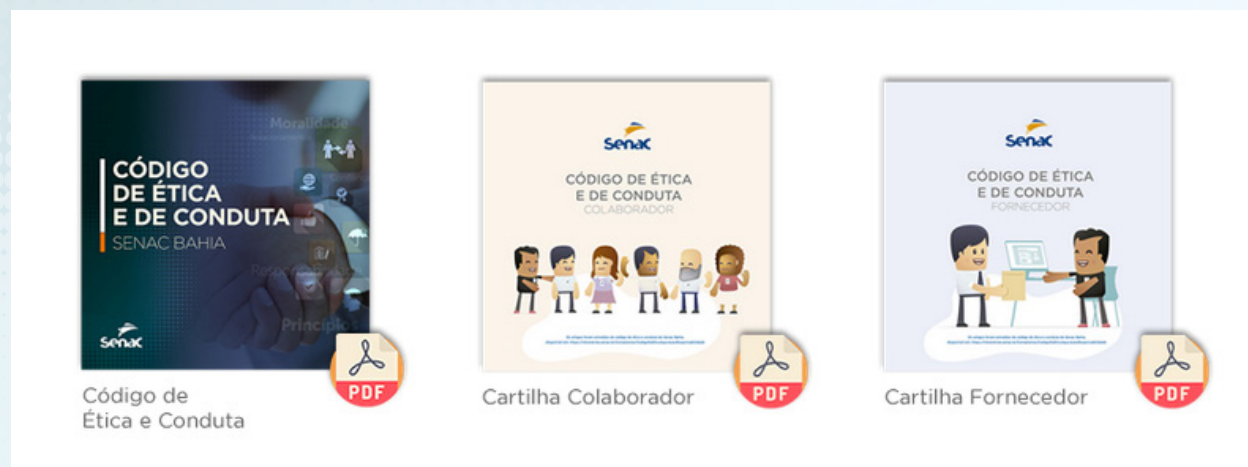 Moralidade
CÓDIGO
DE ÉTICA
E DE CONDUTA
SENAC BAHIA
Princípio
senac
PDF
Código de
Ética e Conduta
senac
CÓDIGO DE ÉTICA
E DE CONDUTA
COLABORADOR
PDF
Cartilha Colaborador
senac
CÓDIGO DE ÉTICA
E DE CONDUTA
FORNECEDOR
PDF
Cartilha Fornecedor